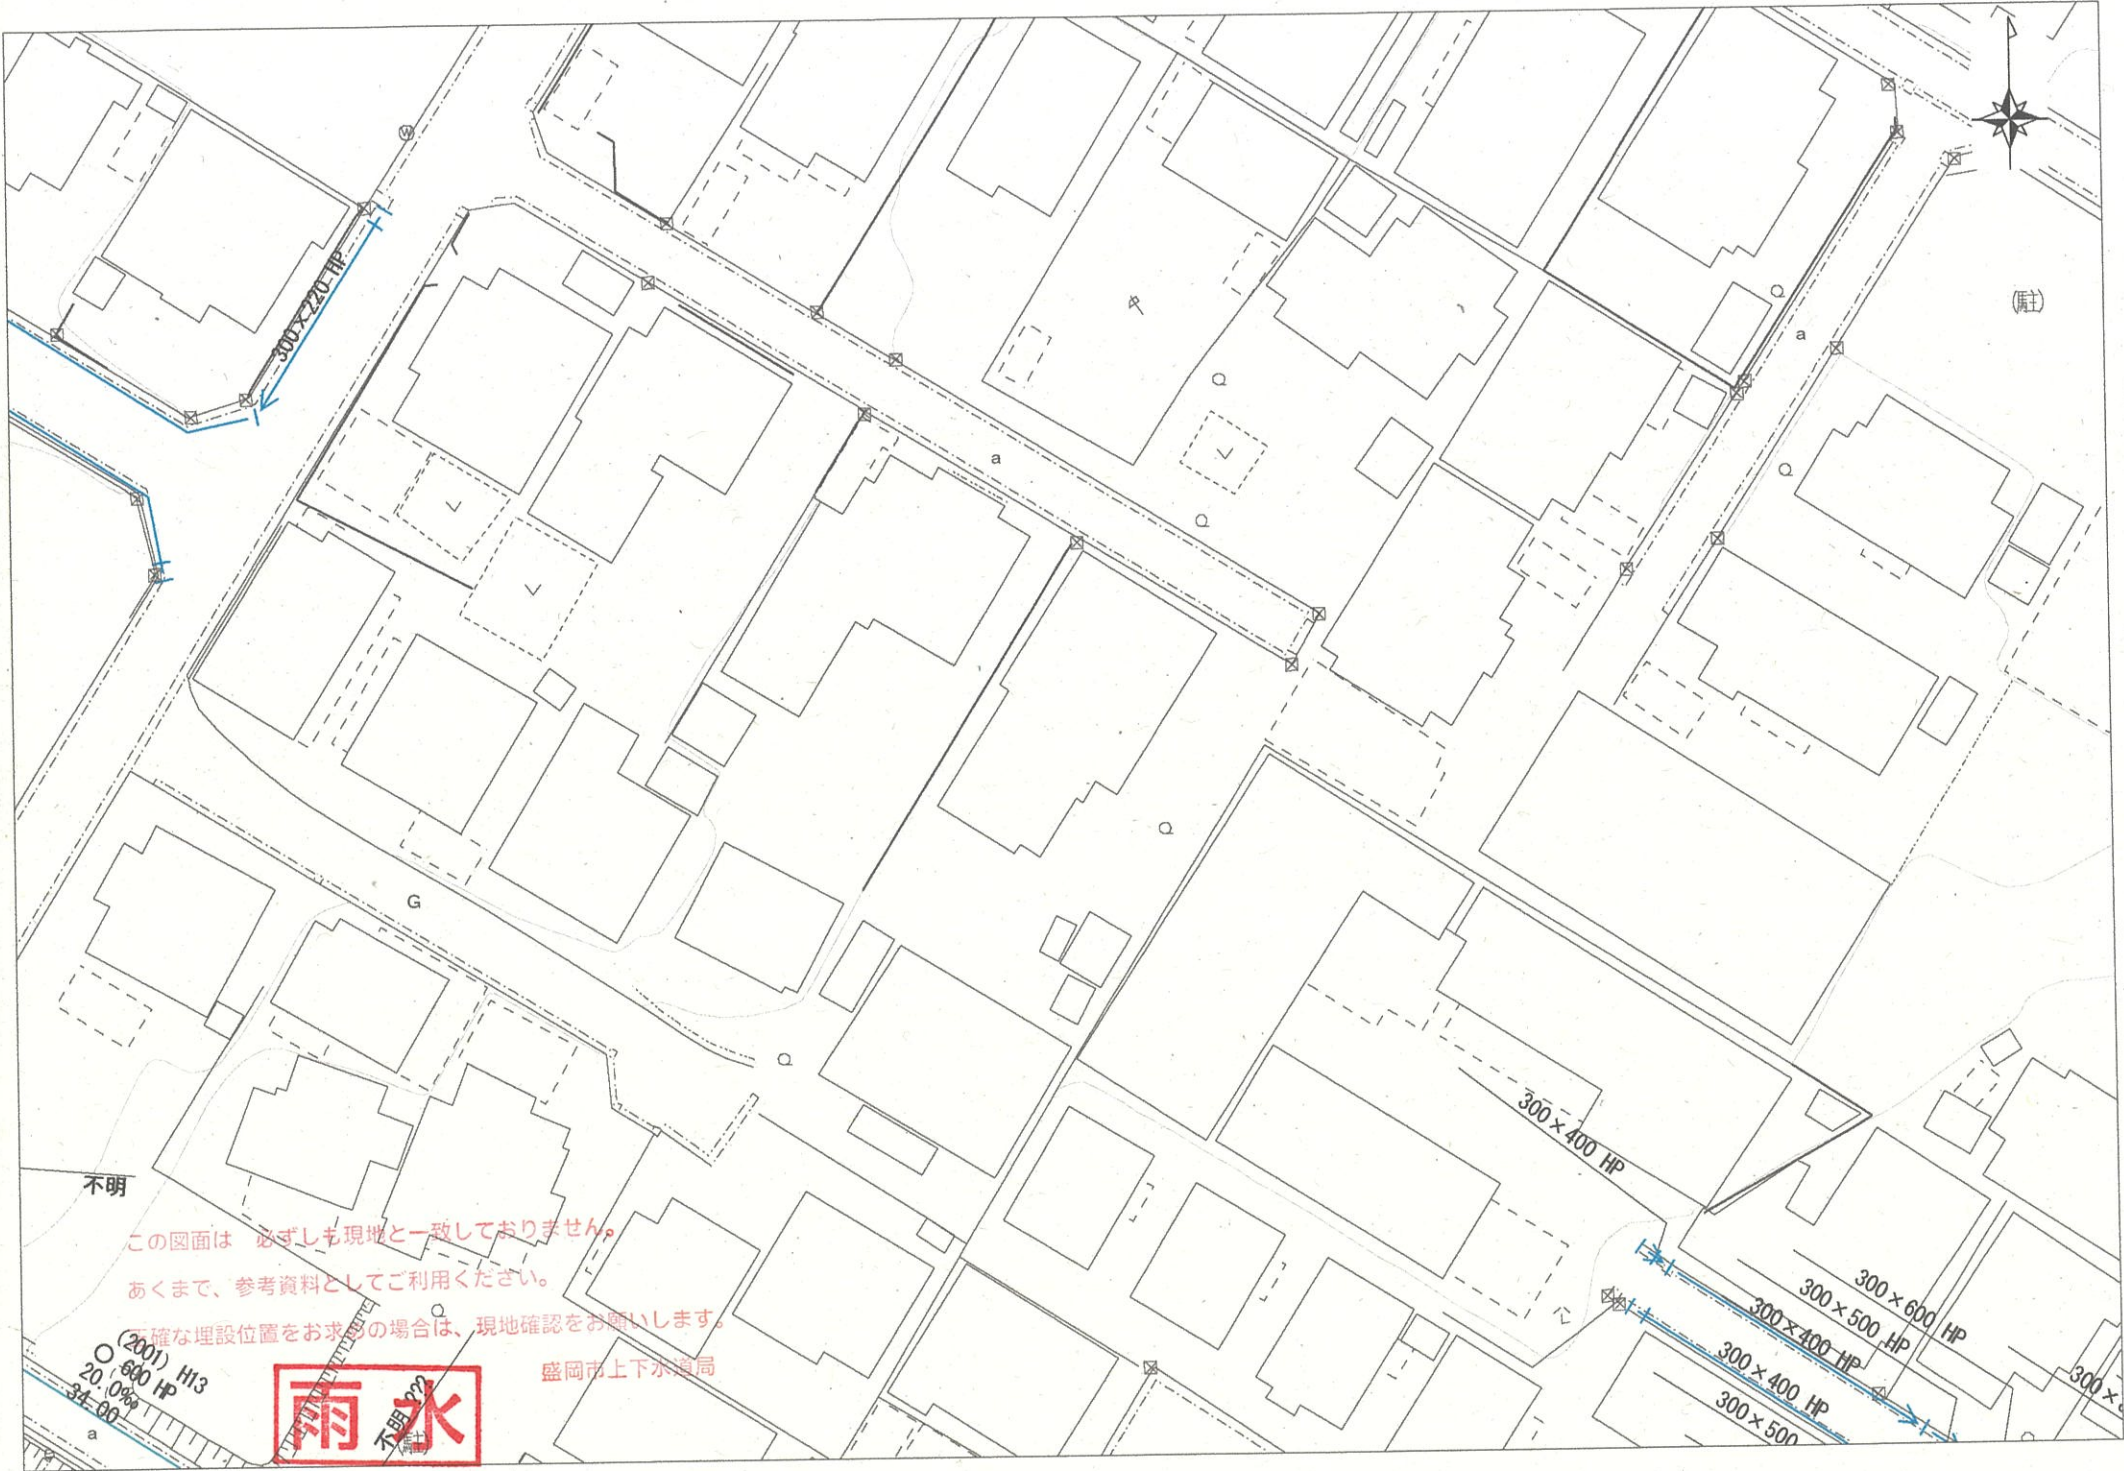 300×220 HP
(駐)
a
a
G
300×400 HP
不明
この図面は 必ずしも現地と一致しておりません。
あくまで、参考資料としてご利用ください。
確な埋設位置をお求めの場合は、現地確認をお願いします。
盛岡市上下水道局
雨水
(2001) H13
○ 600 HP
20.0‰
34.00
a
不明 ???
(駐)
300×600 HP
300×500 HP
300×400 HP
300×400 HP
300×500
300×
W